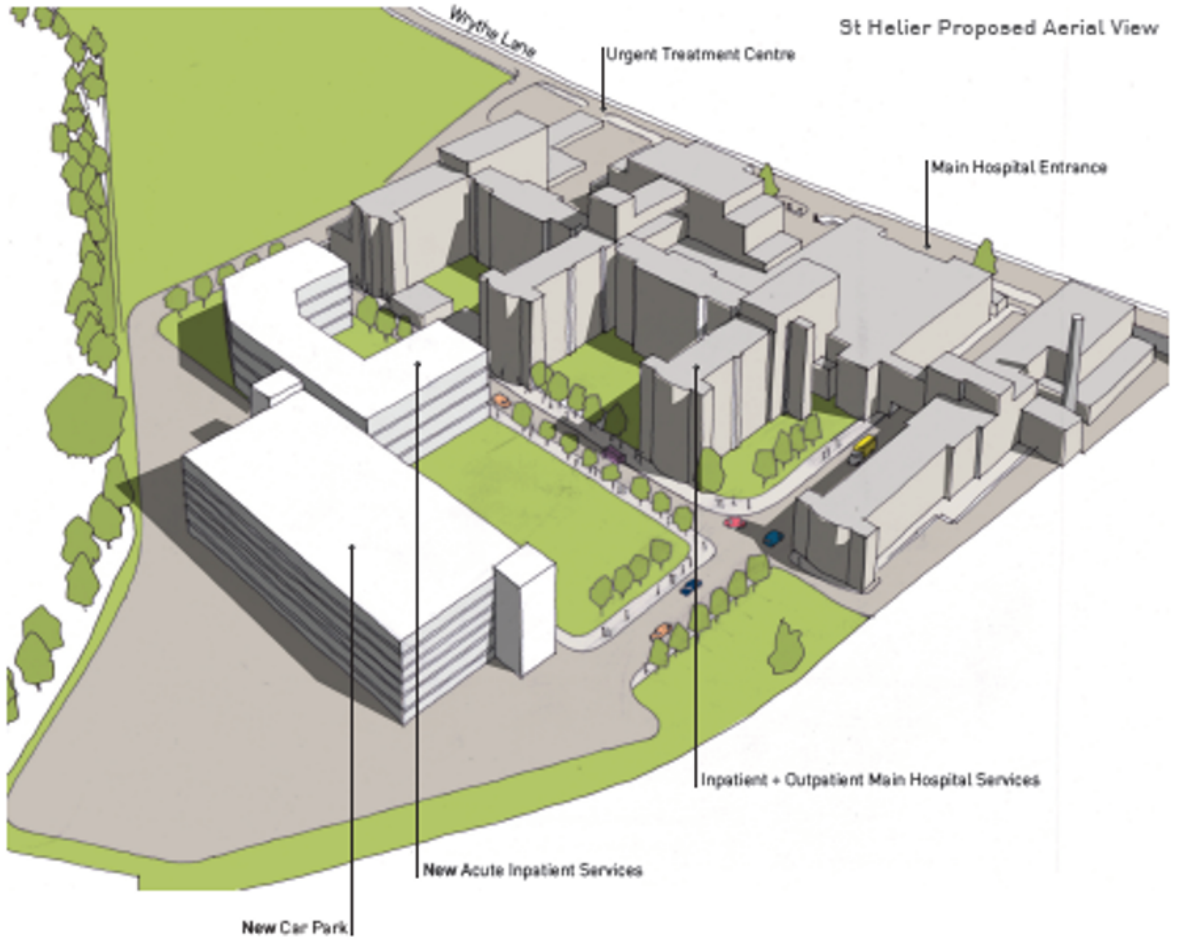 Wrythe Lane
St Helier Proposed Aerial View
Urgent Treatment Centre
Main Hospital Entrance
Inpatient + Outpatient Main Hospital Services
New Acute Inpatient Services
New Car Park